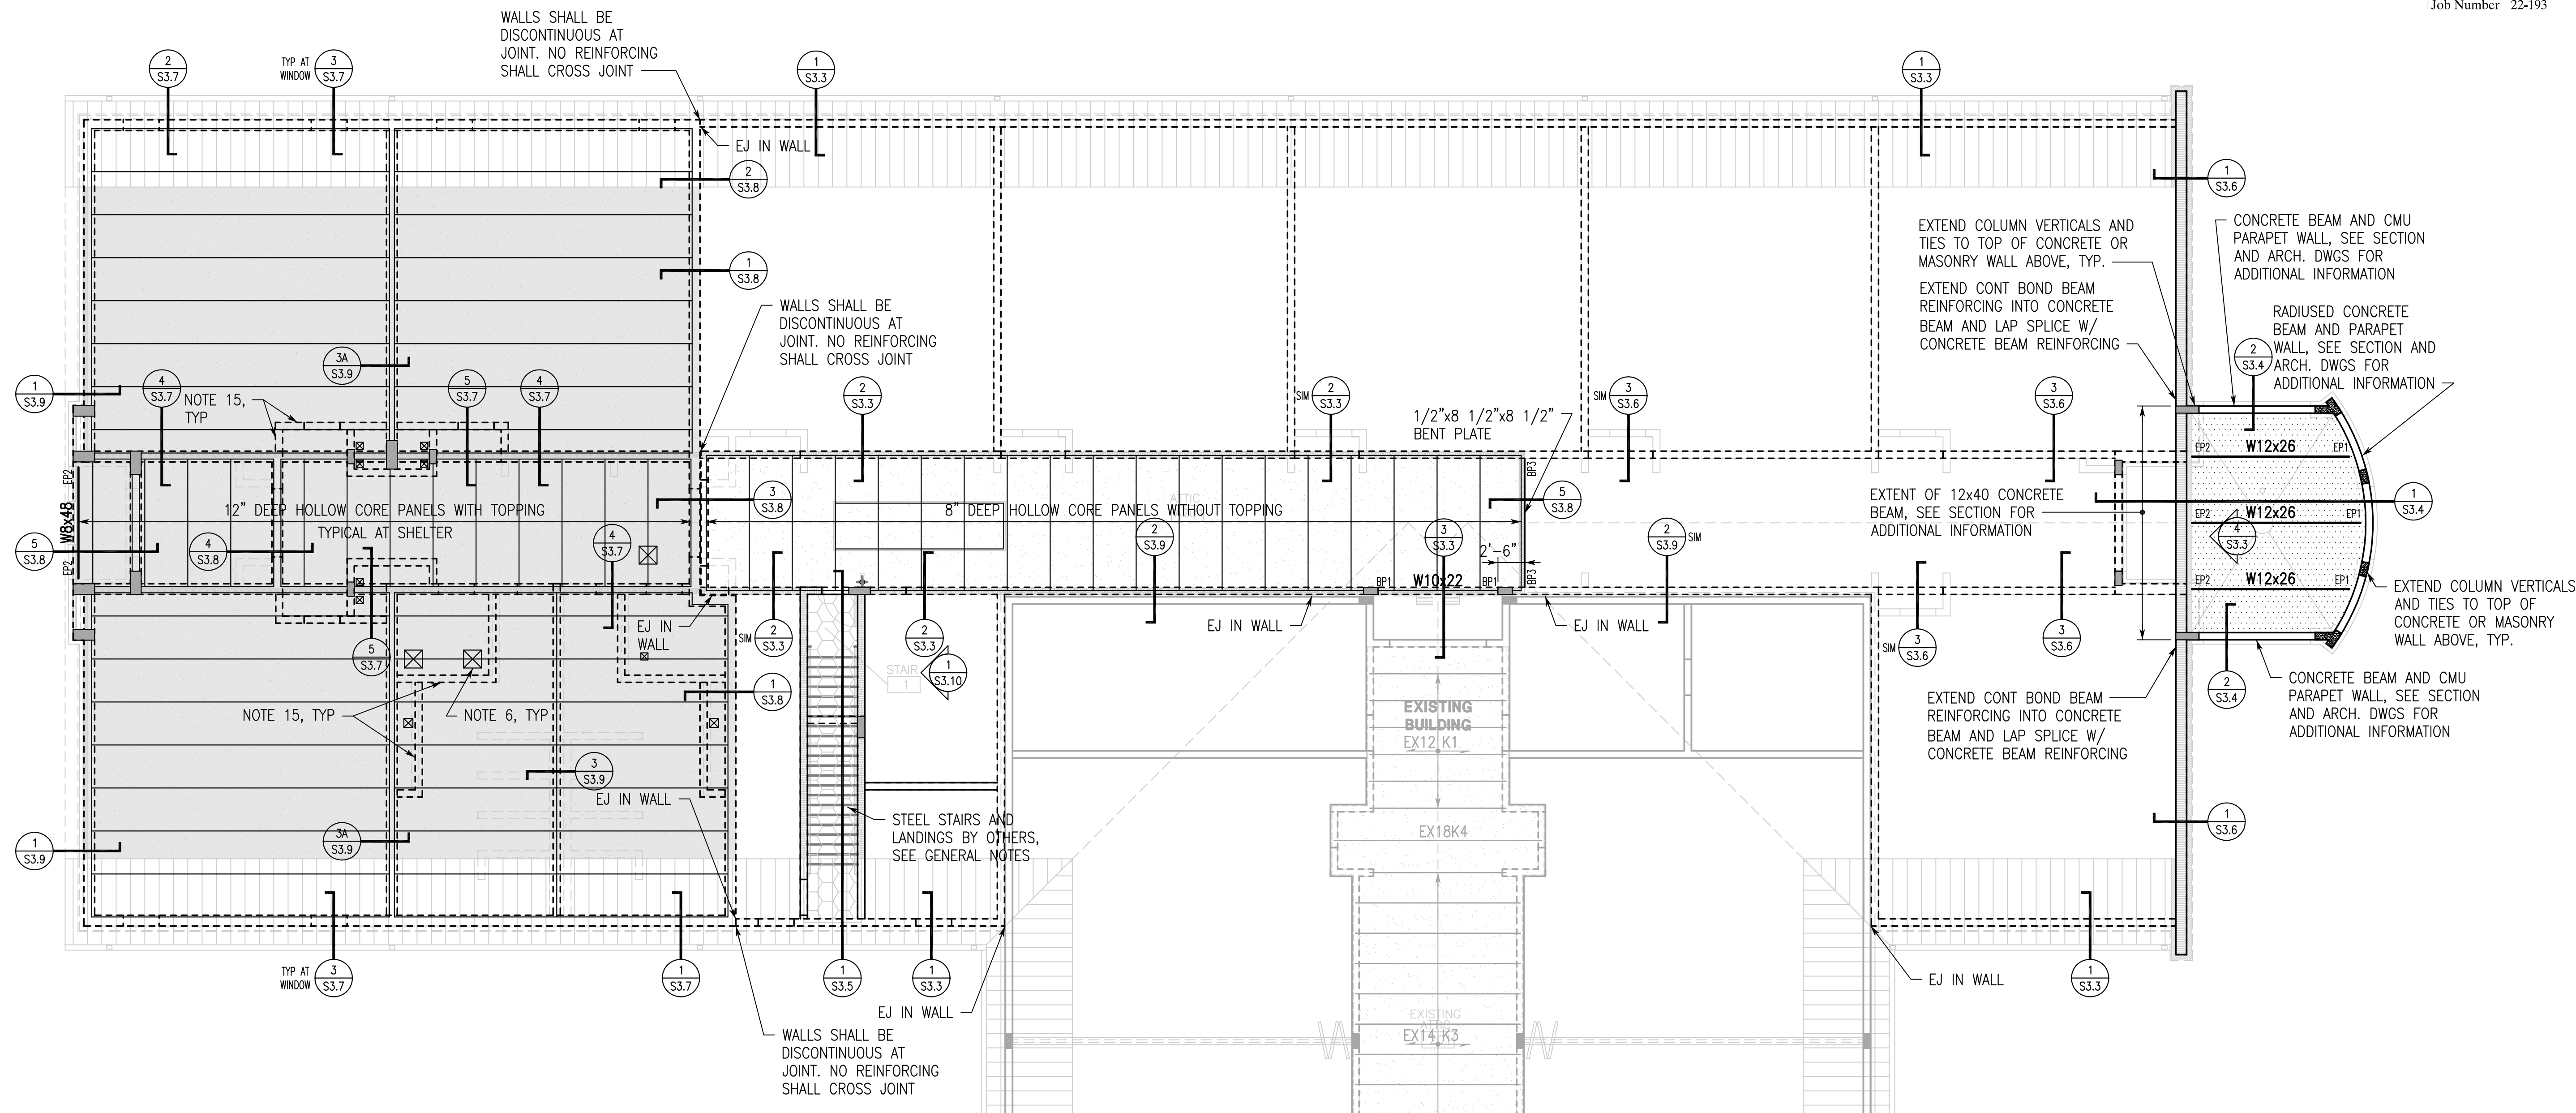 Job Number 22-193
WALLS SHALL BE
DISCONTINUOUS AT
JOINT. NO REINFORCING
SHALL CROSS JOINT
2
S3.7
TYP AT
WINDOW
3
S3.7
1
S3.3
1
S3.3
EJ IN WALL
2
S3.8
1
S3.6
1
S3.8
EXTEND COLUMN VERTICALS AND
TIES TO TOP OF CONCRETE OR
MASONRY WALL ABOVE, TYP.
CONCRETE BEAM AND CMU
PARAPET WALL, SEE SECTION
AND ARCH. DWGS FOR
ADDITIONAL INFORMATION
EXTEND CONT BOND BEAM
REINFORCING INTO CONCRETE
BEAM AND LAP SPLICE W/
CONCRETE BEAM REINFORCING
RADIUSED CONCRETE
BEAM AND PARAPET
WALL, SEE SECTION AND
ARCH. DWGS FOR
ADDITIONAL INFORMATION
2
S3.4
WALLS SHALL BE
DISCONTINUOUS AT
JOINT. NO REINFORCING
SHALL CROSS JOINT
3A
S3.9
1
S3.9
4
S3.7
5
S3.7
4
S3.7
NOTE 15,
TYP
2
S3.3
SIM
2
S3.3
SIM
3
S3.6
3
S3.6
1/2"x8 1/2"x8 1/2"
BENT PLATE
EP2
W12x26
EP1
EP2
BP3
W8x48
12" DEEP HOLLOW CORE PANELS WITH TOPPING
TYPICAL AT SHELTER
3
S3.8
ATTIC
8" DEEP HOLLOW CORE PANELS WITHOUT TOPPING
5
S3.8
EXTENT OF 12x40 CONCRETE
BEAM, SEE SECTION FOR
ADDITIONAL INFORMATION
1
S3.4
EP2
W12x26
EP1
4
S3.3
5
S3.8
4
S3.8
4
S3.7
2
S3.9
3
S3.3
2
S3.9
SIM
2'-6"
EP2
BP1
W10x22
BP1
BP3
EP2
W12x26
EP1
EXTEND COLUMN VERTICALS
AND TIES TO TOP OF
CONCRETE OR MASONRY
WALL ABOVE, TYP.
EJ IN
WALL
SIM
2
S3.3
2
S3.3
EJ IN WALL
EJ IN WALL
SIM
3
S3.6
3
S3.6
5
S3.7
STAIR
1
1
S3.10
1
S3.8
2
S3.4
CONCRETE BEAM AND CMU
PARAPET WALL, SEE SECTION
AND ARCH. DWGS FOR
ADDITIONAL INFORMATION
EXTEND CONT BOND BEAM
REINFORCING INTO CONCRETE
BEAM AND LAP SPLICE W/
CONCRETE BEAM REINFORCING
NOTE 15, TYP
NOTE 6, TYP
EXISTING
BUILDING
EX12 K1
3
S3.9
EJ IN WALL
STEEL STAIRS AND
LANDINGS BY OTHERS,
SEE GENERAL NOTES
EX18K4
1
S3.6
1
S3.9
3A
S3.9
TYP AT
WINDOW
3
S3.7
1
S3.7
1
S3.5
1
S3.3
EJ IN WALL
EJ IN WALL
1
S3.3
EXISTING
ATTIC
EX14 K3
WALLS SHALL BE
DISCONTINUOUS AT
JOINT. NO REINFORCING
SHALL CROSS JOINT